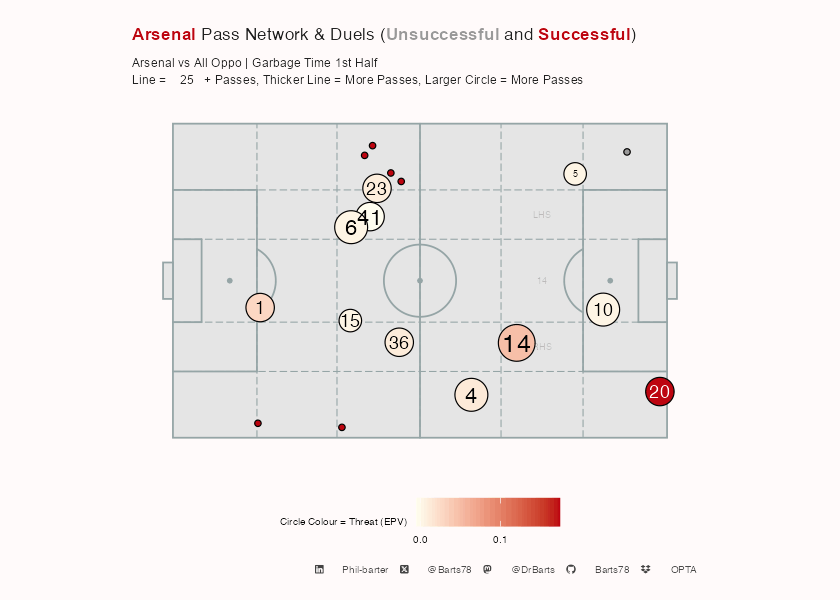 Arsenal Pass Network & Duels (Unsuccessful and Successful)
Arsenal vs All Oppo | Garbage Time 1st Half
Line = 25 + Passes, Thicker Line = More Passes, Larger Circle = More Passes
5
23
41
LHS
6
14
1
10
15
36
14
RHS
20
4
Circle Colour = Threat (EPV)
0.0 0.1
Phil-barter @Barts78 @DrBarts Barts78 OPTA